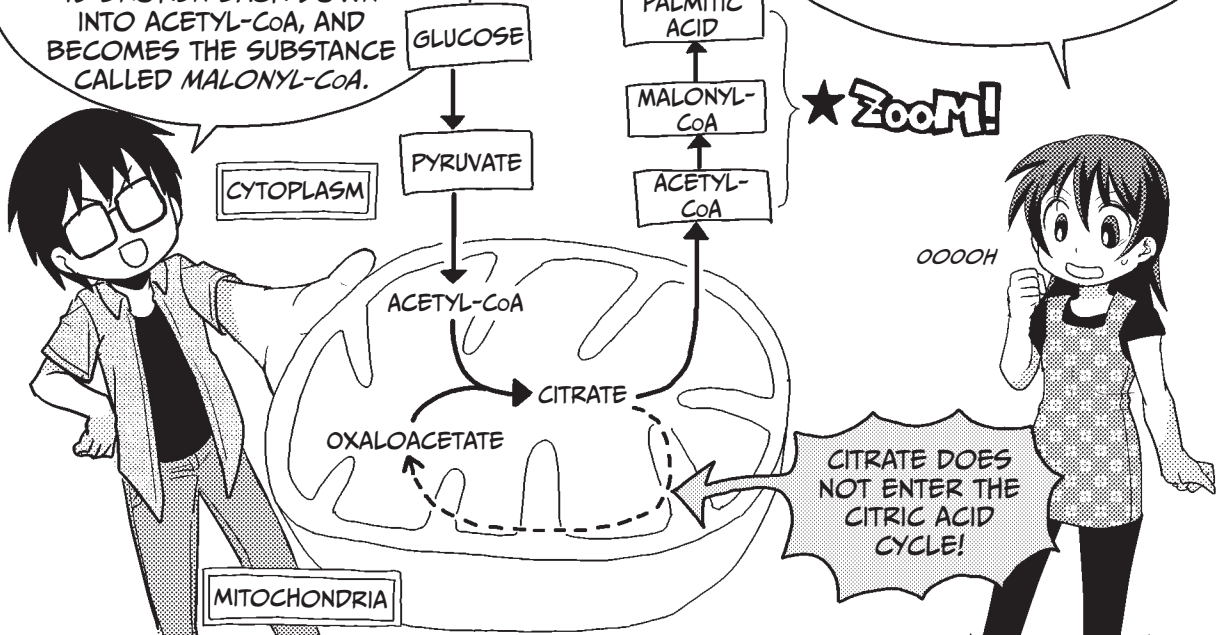 INTO ACETYL-CoA, AND
BECOMES THE SUBSTANCE
CALLED MALONYL-CoA.
GLUCOSE
PYRUVATE
CYTOPLASM
PALMITIC
ACID
MALONYL-
CoA
ACETYL-
CoA
★ ZOOM!
OOOOH
ACETYL-CoA
CITRATE
OXALOACETATE
CITRATE DOES
NOT ENTER THE
CITRIC ACID
CYCLE!
MITOCHONDRIA